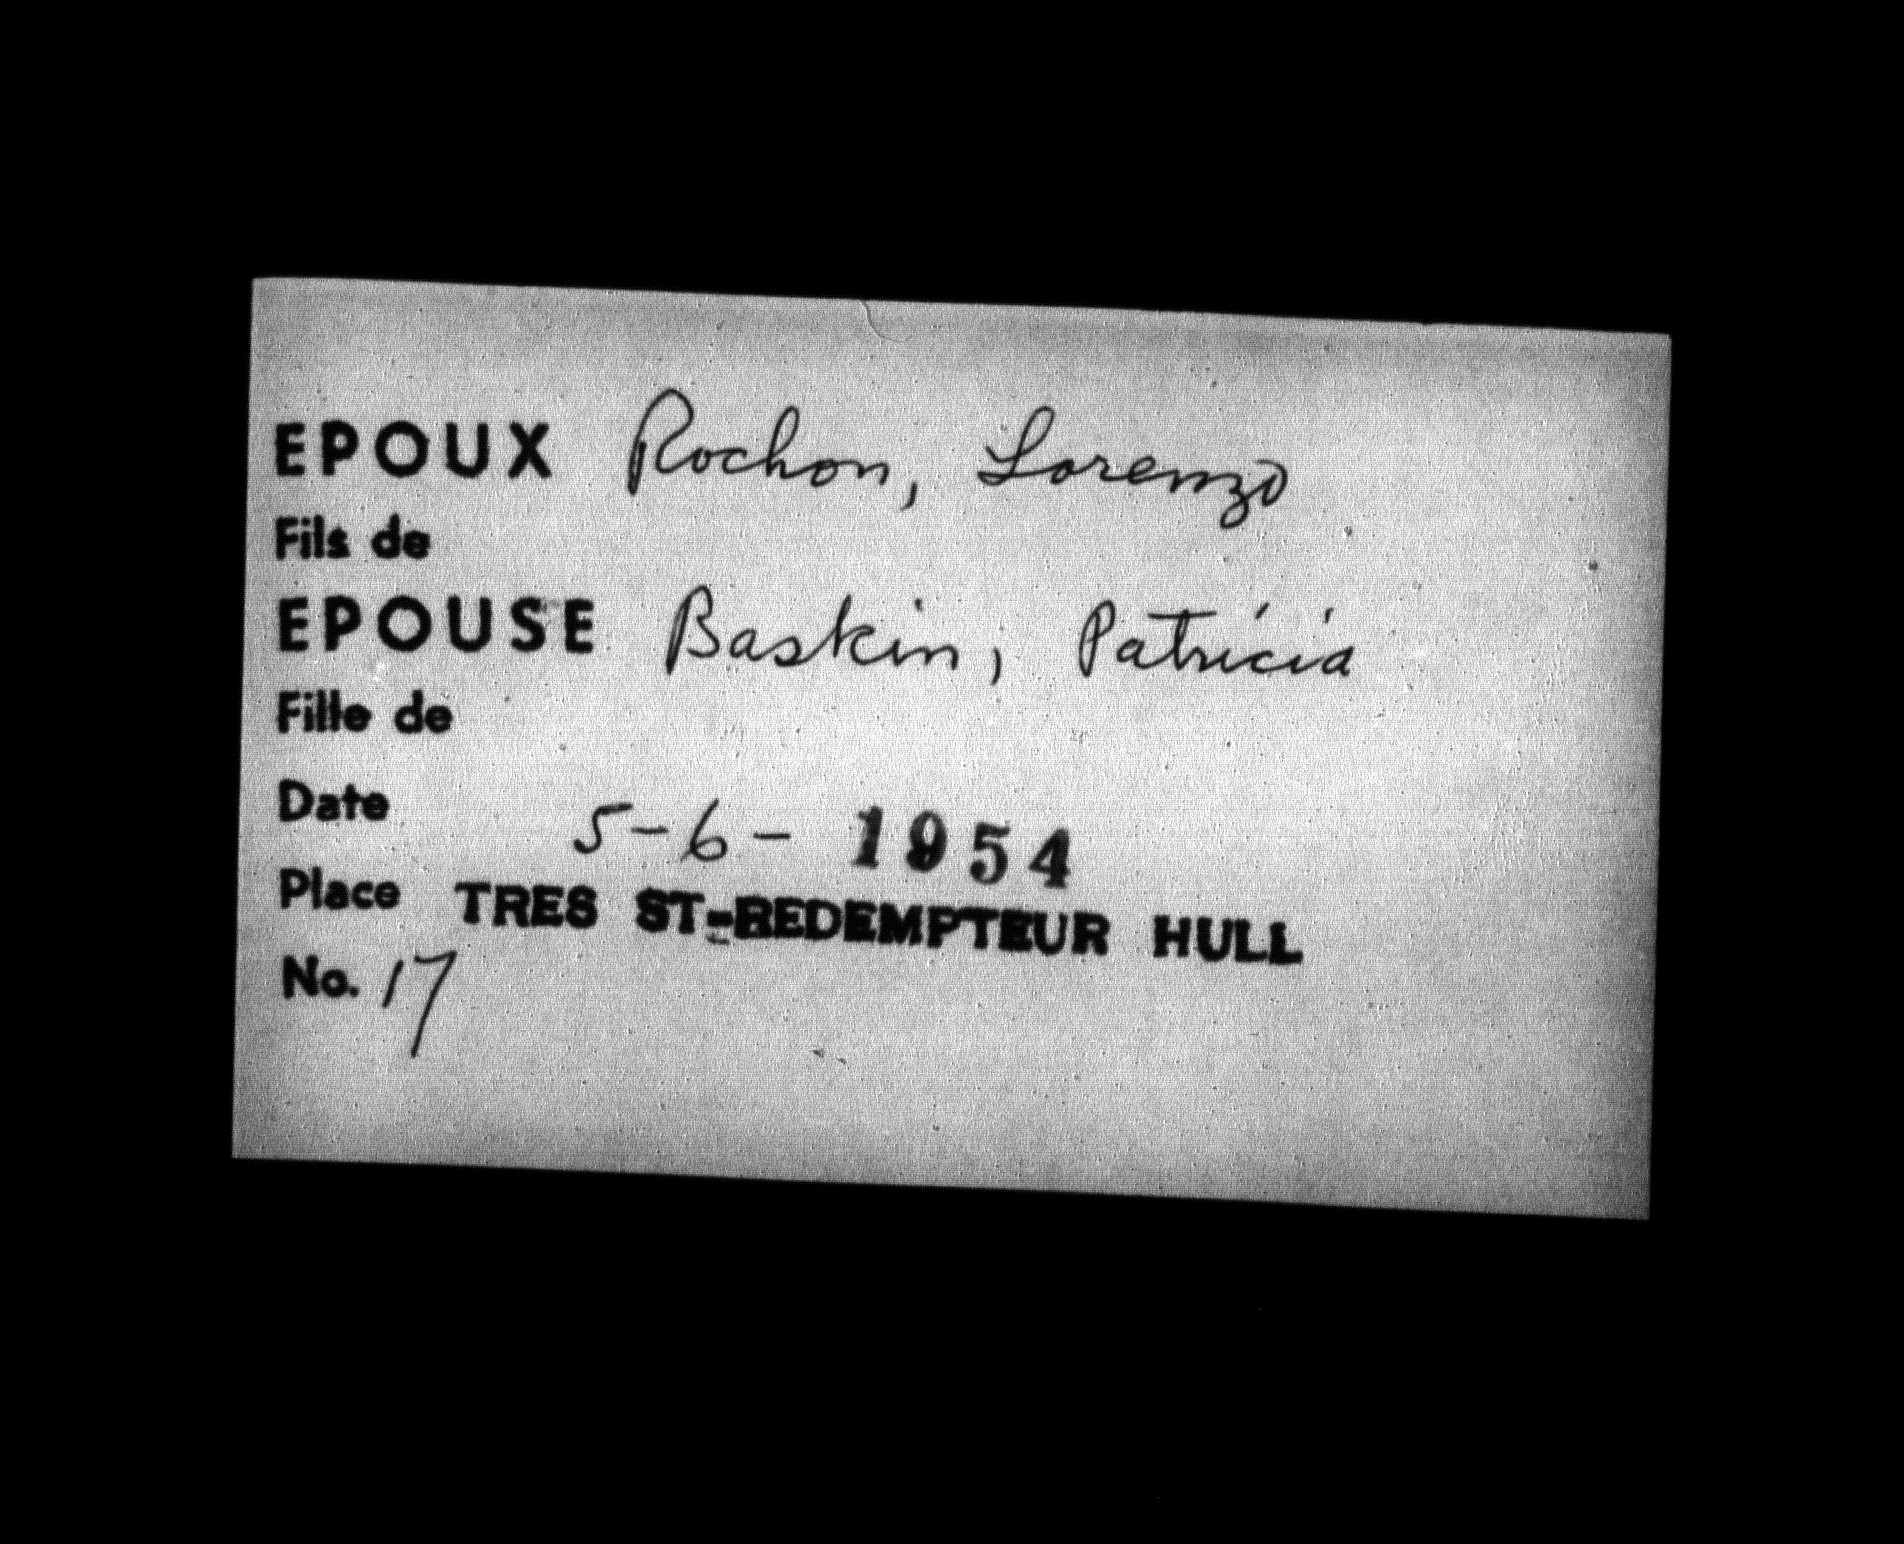 EPOUX Rochon, Lorenzo
Fils de
EPOUSE Baskin, Patricia
Fille de
Date 5-6- 1954
Place TRES ST-REDEMPTEUR HULL
No. 17